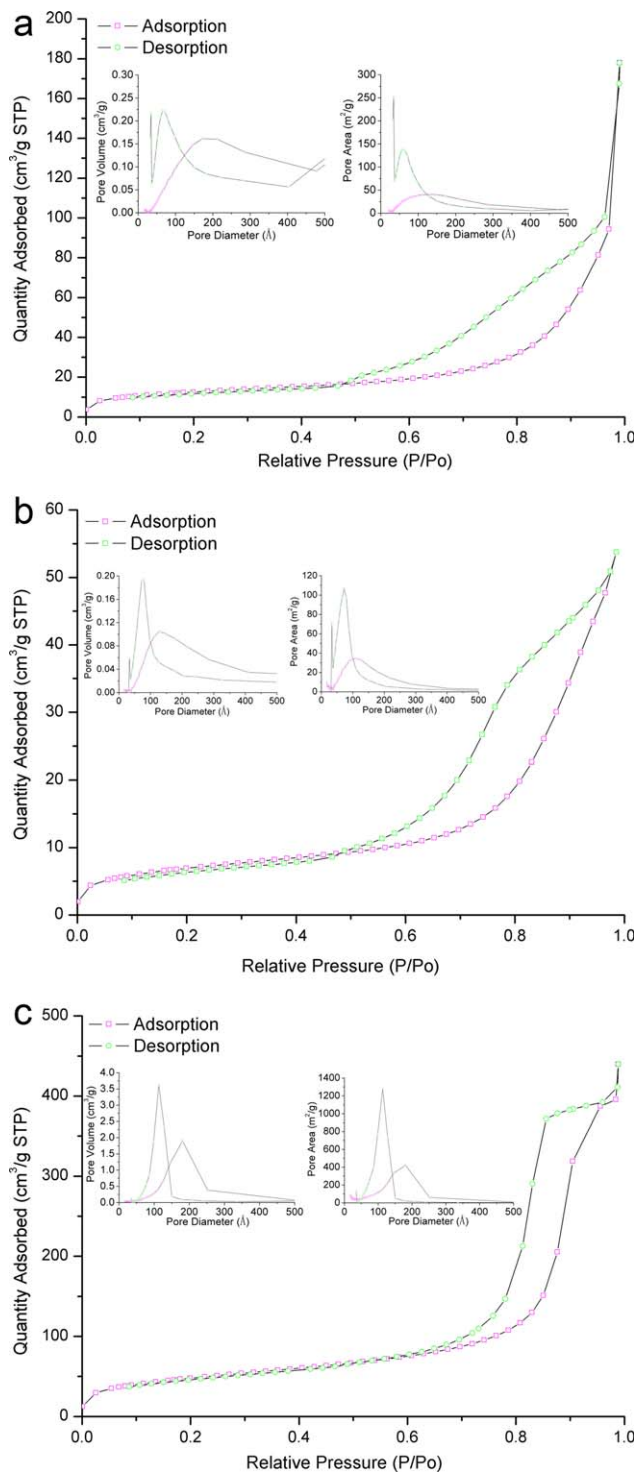 a
Adsorption
Desorption
Quantity Adsorbed (cm³/g STP)
200
180
160
140
120
100
80
60
40
20
0
0.0 0.2 0.4 0.6 0.8 1.0
Relative Pressure (P/Po)
Pore Volume (cm³/g)
0.30
0.25
0.20
0.15
0.10
0.05
0.00
0 100 200 300 400 500
Pore Diameter (Å)
Pore Area (m²/g)
300
250
200
150
100
50
0
0 100 200 300 400 500
Pore Diameter (Å)
b
Adsorption
Desorption
Quantity Adsorbed (cm³/g STP)
60
50
40
30
20
10
0
0.0 0.2 0.4 0.6 0.8 1.0
Relative Pressure (P/Po)
Pore Volume (cm³/g)
0.20
0.16
0.12
0.08
0.04
0.00
0 100 200 300 400 500
Pore Diameter (Å)
Pore Area (m²/g)
120
100
80
60
40
20
0
0 100 200 300 400 500
Pore Diameter (Å)
c
Adsorption
Desorption
Quantity Adsorbed (cm³/g STP)
500
400
300
200
100
0
0.0 0.2 0.4 0.6 0.8 1.0
Relative Pressure (P/Po)
Pore Volume (cm³/g)
4.0
3.5
3.0
2.5
2.0
1.5
1.0
0.5
0.0
0 100 200 300 400 500
Pore Diameter (Å)
Pore Area (m²/g)
1400
1200
1000
800
600
400
200
0
0 100 200 300 400 500
Pore Diameter (Å)